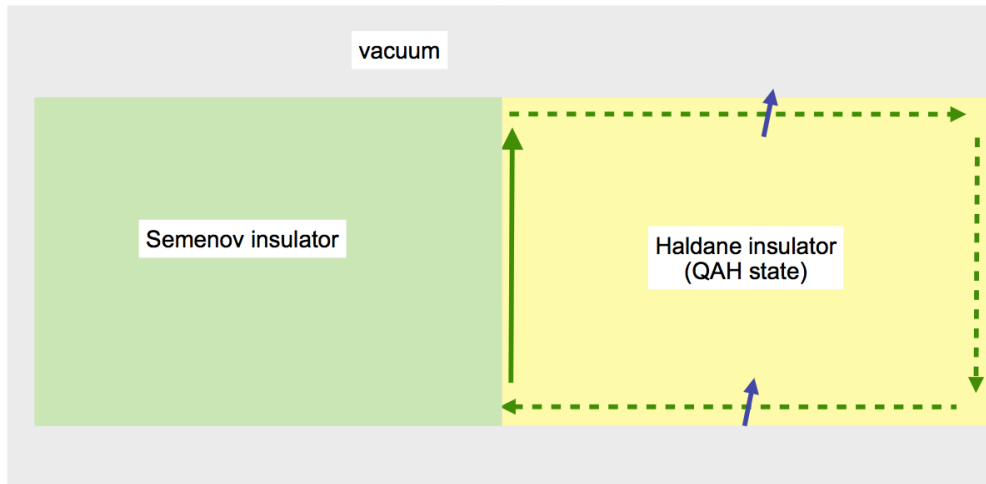 vacuum
Semenov insulator
Haldane insulator
(QAH state)